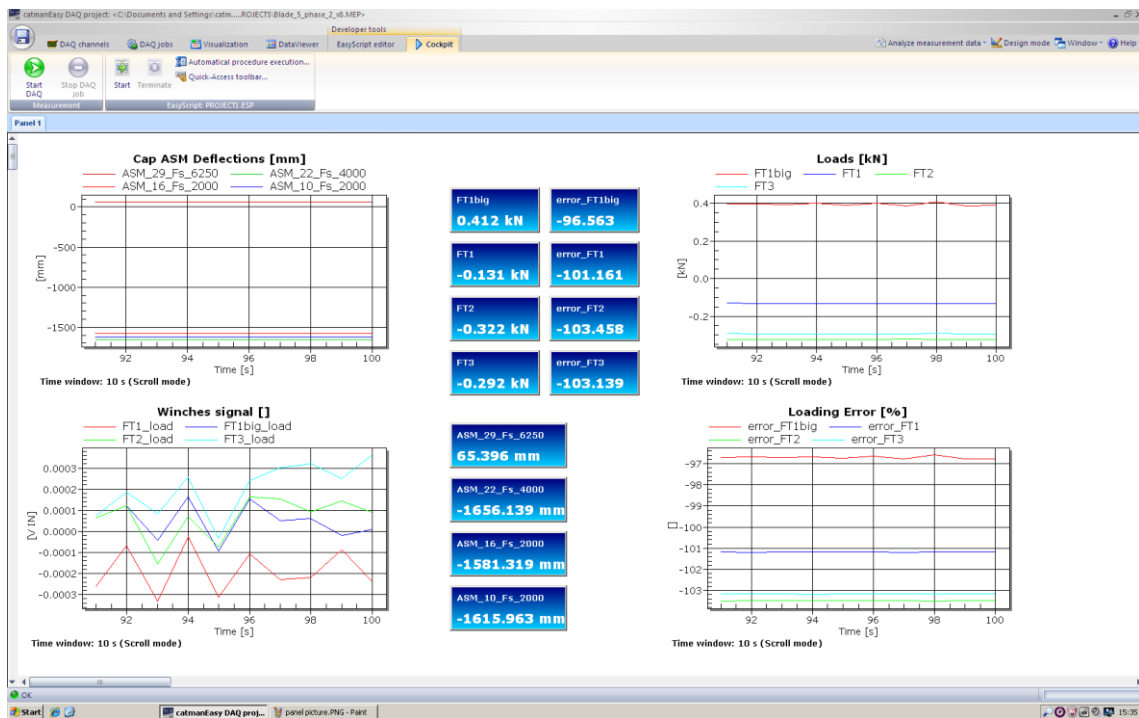 catmanEasy DAQ project: <C:\Documents and Settings\catm.....ROJECTS\Blade_5_phase_2_v6.MEP>
Developer tools
DAQ channels DAQ jobs Visualization DataViewer EasyScript editor Cockpit Analyze measurement data Design mode Window Help
Automatical procedure execution...
Quick-Access toolbar...
Start DAQ
Stop DAQ job
Start Terminate
Measurement EasyScript: PROJECT1.ESP
Panel 1
Cap ASM Deflections [mm]
ASM_29_Fs_6250 ASM_22_Fs_4000
ASM_16_Fs_2000 ASM_10_Fs_2000
[mm]
0
-500
-1000
-1500
92 94 96 98 100
Time [s]
Time window: 10 s (Scroll mode)
FT1big
0.412 kN
error_FT1big
-96.563
FT1
-0.131 kN
error_FT1
-101.161
FT2
-0.322 kN
error_FT2
-103.458
FT3
-0.292 kN
error_FT3
-103.139
Loads [kN]
FT1big FT1 FT2
FT3
[kN]
0.4
0.2
0.0
-0.2
92 94 96 98 100
Time [s]
Time window: 10 s (Scroll mode)
Winches signal []
FT1_load FT1big_load
FT2_load FT3_load
[V IN]
0.0003
0.0002
0.0001
0.0000
-0.0001
-0.0002
-0.0003
92 94 96 98 100
Time [s]
Time window: 10 s (Scroll mode)
ASM_29_Fs_6250
65.396 mm
ASM_22_Fs_4000
-1656.139 mm
ASM_16_Fs_2000
-1581.319 mm
ASM_10_Fs_2000
-1615.963 mm
Loading Error [%]
error_FT1big error_FT1
error_FT2 error_FT3
[]
-97
-98
-99
-100
-101
-102
-103
92 94 96 98 100
Time [s]
Time window: 10 s (Scroll mode)
OK
Start catmanEasy DAQ proj... panel picture.PNG - Paint 15:35